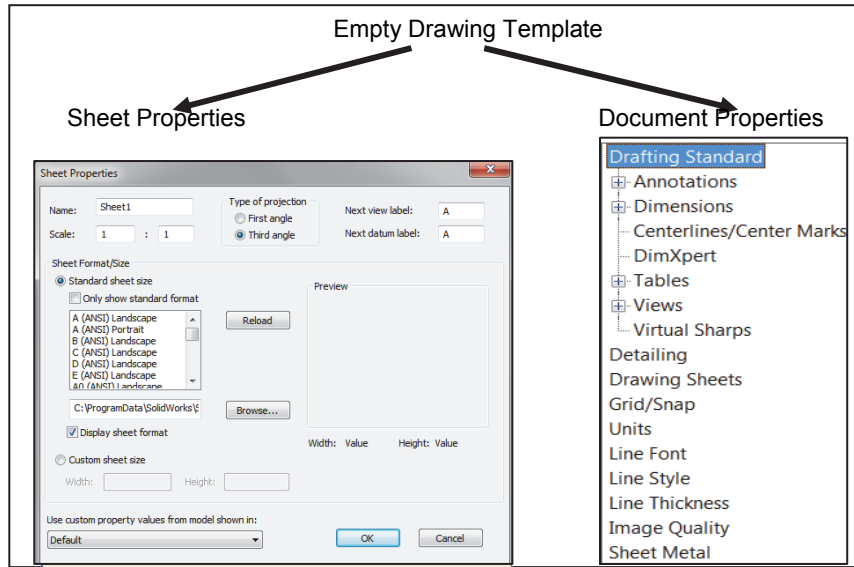 Empty Drawing Template
Sheet Properties
Document Properties
Sheet Properties
Name: Sheet1
Scale: 1 : 1
Type of projection
First angle
Third angle
Next view label: A
Next datum label: A
Sheet Format/Size
Standard sheet size
Only show standard format
A (ANSI) Landscape
A (ANSI) Portrait
B (ANSI) Landscape
C (ANSI) Landscape
D (ANSI) Landscape
E (ANSI) Landscape
A0 (ANSI) Landscape
Reload
C:\ProgramData\SolidWorks\S
Browse...
Display sheet format
Custom sheet size
Width: Height:
Preview
Width: Value Height: Value
Use custom property values from model shown in:
Default
OK Cancel
Drafting Standard
Annotations
Dimensions
Centerlines/Center Marks
DimXpert
Tables
Views
Virtual Sharps
Detailing
Drawing Sheets
Grid/Snap
Units
Line Font
Line Style
Line Thickness
Image Quality
Sheet Metal